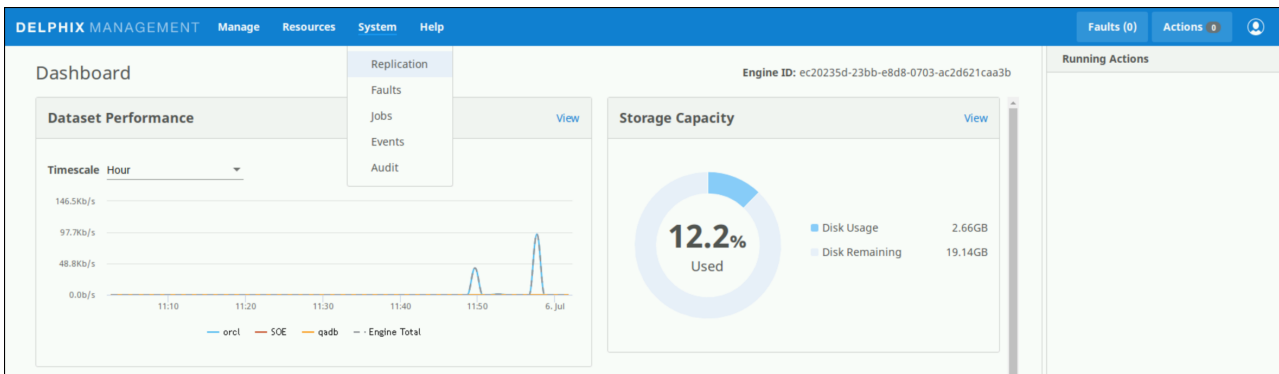 DELPHIX MANAGEMENT Manage Resources System Help Faults (0) Actions 0
Replication
Faults
Jobs
Events
Audit
Dashboard
Engine ID: ec20235d-23bb-e8d8-0703-ac2d621caa3b
Running Actions
Dataset Performance View
Timescale Hour
146.5Kb/s
97.7Kb/s
48.8Kb/s
0.0b/s
11:10 11:20 11:30 11:40 11:50 6. Jul
orcl SOE qadb Engine Total
Storage Capacity View
12.2%
Used
Disk Usage 2.66GB
Disk Remaining 19.14GB